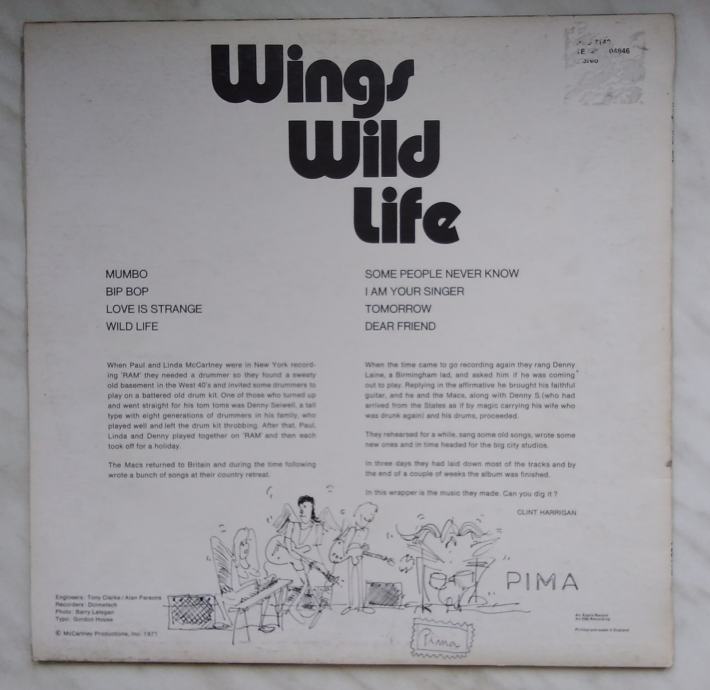 Wings
Wild
Life
04846
MUMBO
BIP BOP
LOVE IS STRANGE
WILD LIFE
SOME PEOPLE NEVER KNOW
I AM YOUR SINGER
TOMORROW
DEAR FRIEND
When Paul and Linda McCartney were in New York record-
ing 'RAM' they needed a drummer so they found a sweaty
old basement in the West 40's and invited some drummers to
play on a battered old drum kit. One of those who turned up
and went straight for his tom toms was Denny Seiwell, a tall
type with eight generations of drummers in his family, who
played well and left the drum kit throbbing. After that, Paul,
Linda and Denny played together on 'RAM' and then each
took off for a holiday.
The Macs returned to Britain and during the time following
wrote a bunch of songs at their country retreat.
When the time came to go recording again they rang Denny
Laine, a Birmingham lad, and asked him if he was coming
out to play. Replying in the affirmative he brought his faithful
guitar, and he and the Macs, along with Denny S.(who had
arrived from the States as if by magic carrying his wife who
was drunk again) and his drums, proceeded.
They rehearsed for a while, sang some old songs, wrote some
new ones and in time headed for the big city studios.
In three days they had laid down most of the tracks and by
the end of a couple of weeks the album was finished.
In this wrapper is the music they made. Can you dig it?
CLINT HARRIGAN
PIMA
Pima
Engineers: Tony Clarke/Alan Parsons
Recorders: Dolmetsch
Photo: Barry Lategan
Typo: Gordon House
© McCartney Productions, Inc. 1971
Printed and made in England